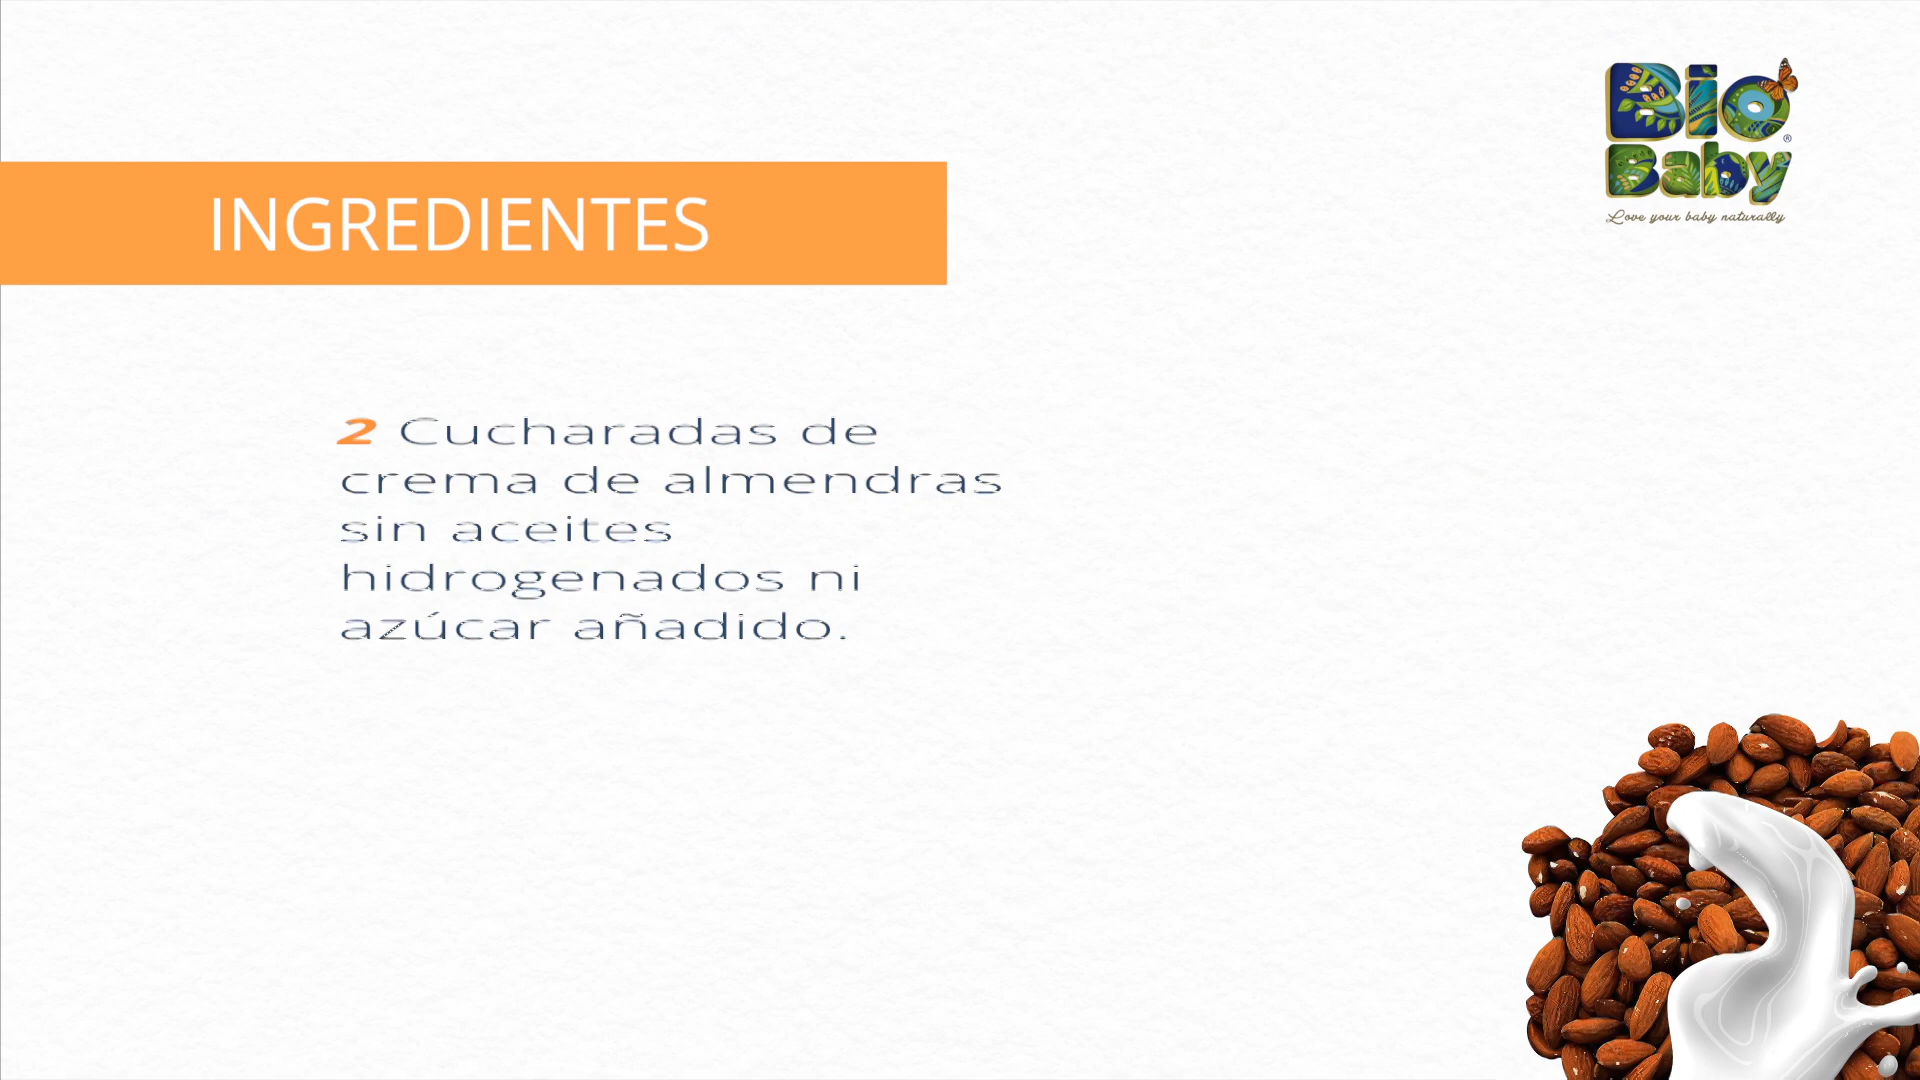 Bio
Baby
®
Love your baby naturally
INGREDIENTES
2 Cucharadas de
crema de almendras
sin aceites
hidrogenados ni
azúcar añadido.